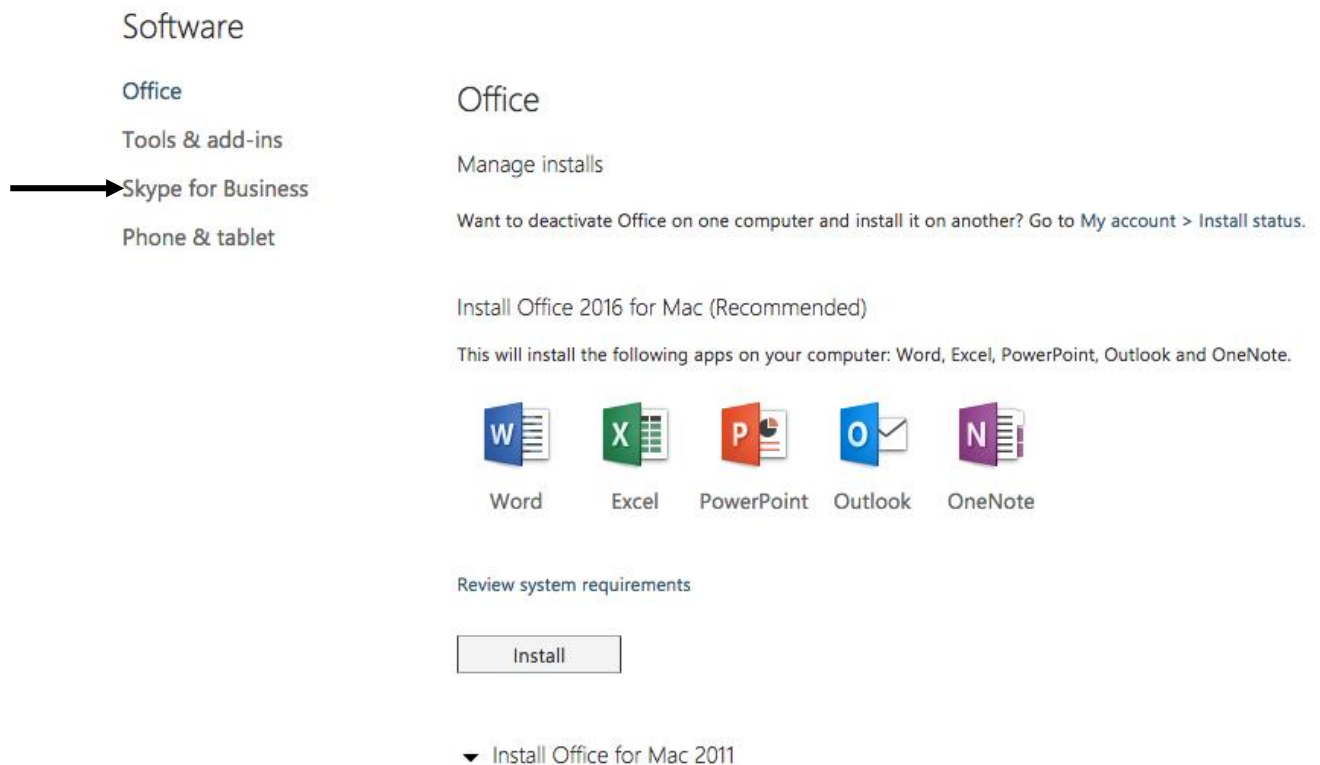 Software
Office
Tools & add-ins
Skype for Business
Phone & tablet
Office
Manage installs
Want to deactivate Office on one computer and install it on another? Go to My account > Install status.
Install Office 2016 for Mac (Recommended)
This will install the following apps on your computer: Word, Excel, PowerPoint, Outlook and OneNote.
W X P O N
Word Excel PowerPoint Outlook OneNote
Review system requirements
Install
Install Office for Mac 2011